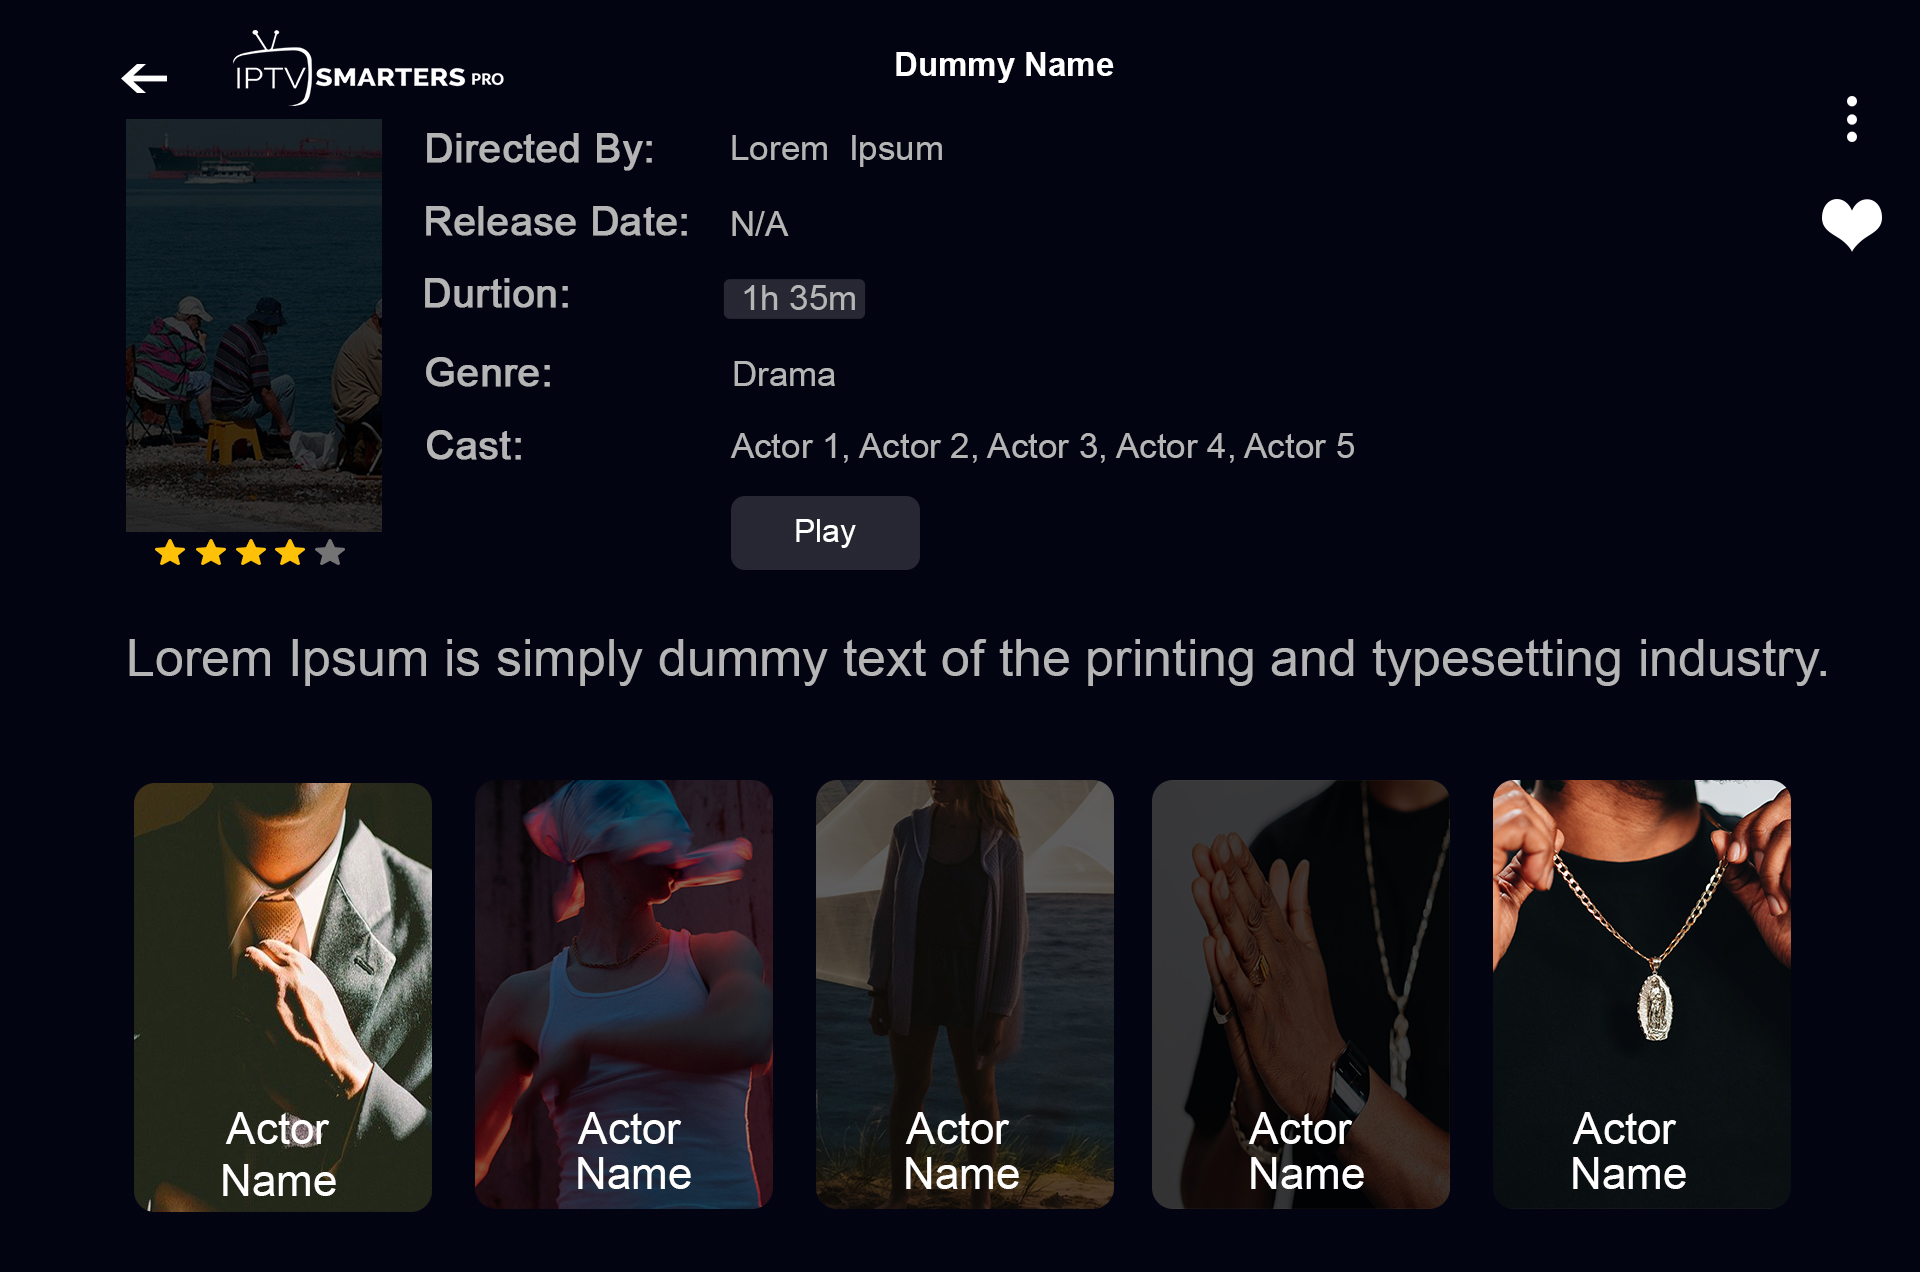 IPTV SMARTERS PRO
Dummy Name
Directed By: Lorem Ipsum
Release Date: N/A
Durtion: 1h 35m
Genre: Drama
Cast: Actor 1, Actor 2, Actor 3, Actor 4, Actor 5
Play
Lorem Ipsum is simply dummy text of the printing and typesetting industry.
Actor
Name
Actor
Name
Actor
Name
Actor
Name
Actor
Name